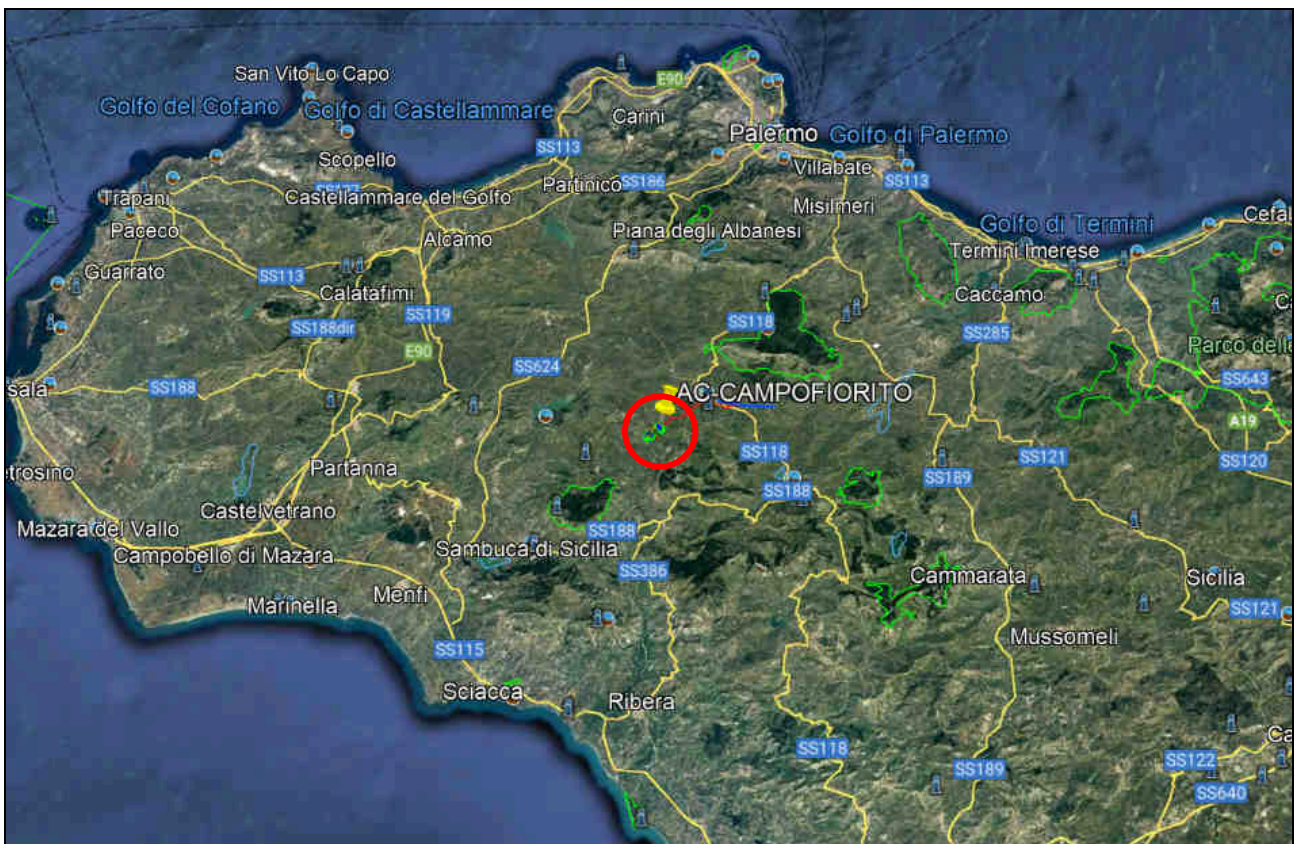 San Vito Lo Capo
E90
Golfo del Cofano
Golfo di Castellammare
Carini
Palermo
Golfo di Palermo
SS113
Scopello
Villabate
Partinico
SS186
SS113
Trapani
Castellammare del Golfo
Misilmeri
Paceco
Piana degli Albanesi
Golfo di Termini
Cefal
Alcamo
Termini Imerese
Guarrato
SS113
Calatafimi
Caccamo
SS188dir
SS119
SS118
SS285
E90
Parco delle
SS624
SS643
sala
SS188
AC-CAMPOFIORITO
A19
SS118
SS121
SS120
etrosino
Partanna
SS189
SS188
Castelvetrano
Mazara del Vallo
SS188
Campobello di Mazara
Sambuca di Sicilia
SS386
Cammarata
Sicilia
Menfi
Marinella
SS121
Mussomeli
SS115
Sciacca
Ribera
Ca
SS118
SS122
SS189
SS640